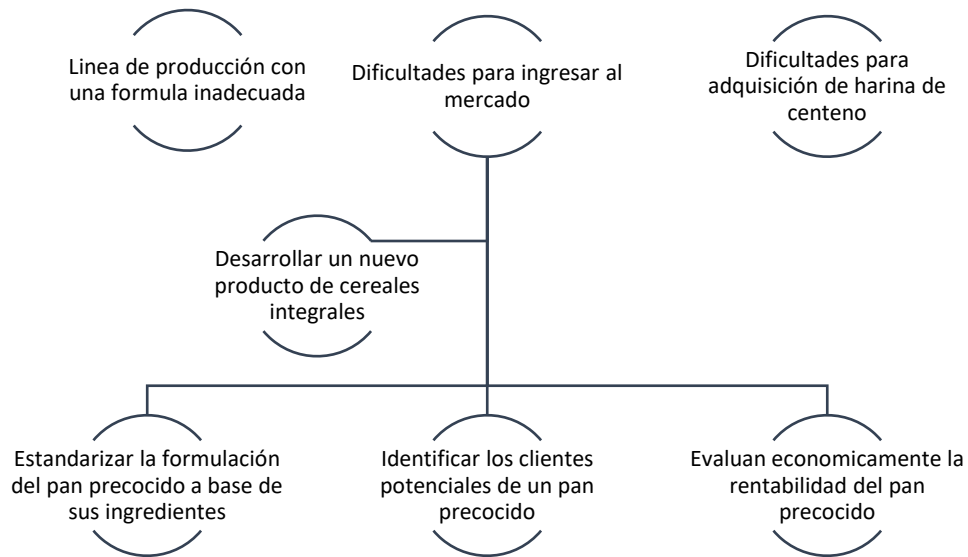 Linea de producción con
una formula inadecuada
Dificultades para ingresar al
mercado
Dificultades para
adquisición de harina de
centeno
Desarrollar un nuevo
producto de cereales
integrales
Estandarizar la formulación
del pan precocido a base de
sus ingredientes
Identificar los clientes
potenciales de un pan
precocido
Evaluan economicamente la
rentabilidad del pan
precocido